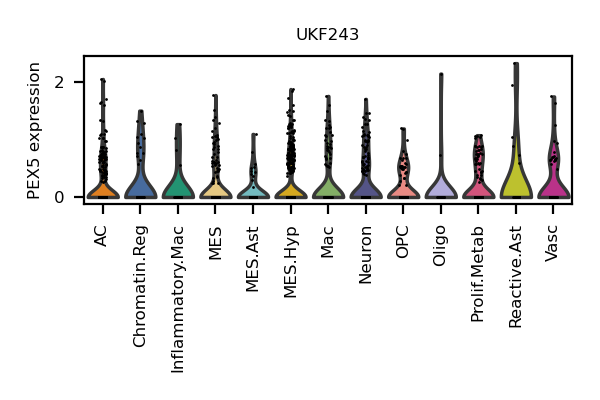 UKF243
PEX5 expression
2
0
AC
Chromatin.Reg
Inflammatory.Mac
MES
MES.Ast
MES.Hyp
Mac
Neuron
OPC
Oligo
Prolif.Metab
Reactive.Ast
Vasc